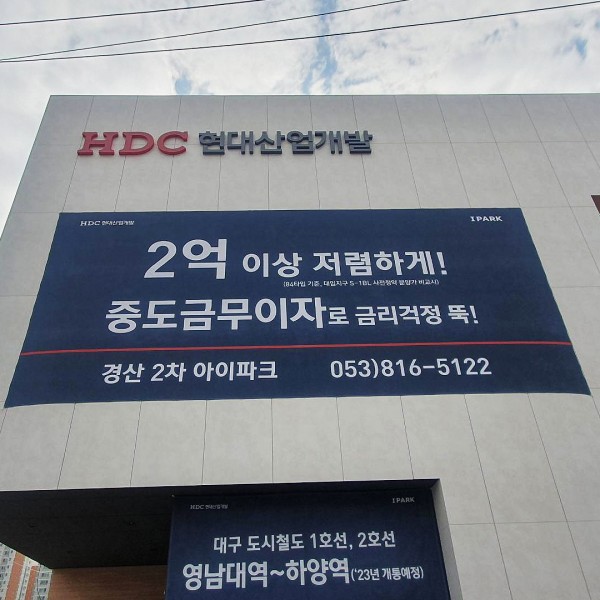 HDC 현대산업개발
HDC 현대산업개발
I PARK
2억 이상 저렴하게!
(84타입 기준, 대임지구 S-1BL 사전청약 분양가 비교시)
중도금무이자로 금리걱정 뚝!
경산 2차 아이파크 053)816-5122
HDC 현대산업개발
I PARK
대구 도시철도 1호선, 2호선
영남대역~하양역('23년 개통예정)